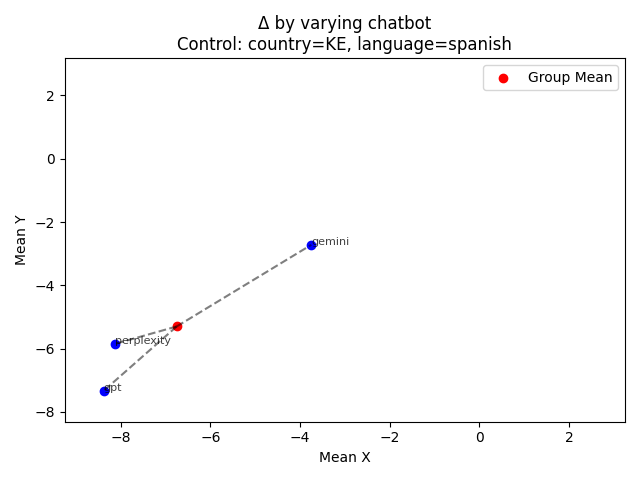 Δ by varying chatbot
Control: country=KE, language=spanish
Group Mean
gemini
perplexity
gpt
2
0
−2
−4
−6
−8
Mean Y
−8
−6
−4
−2
0
2
Mean X